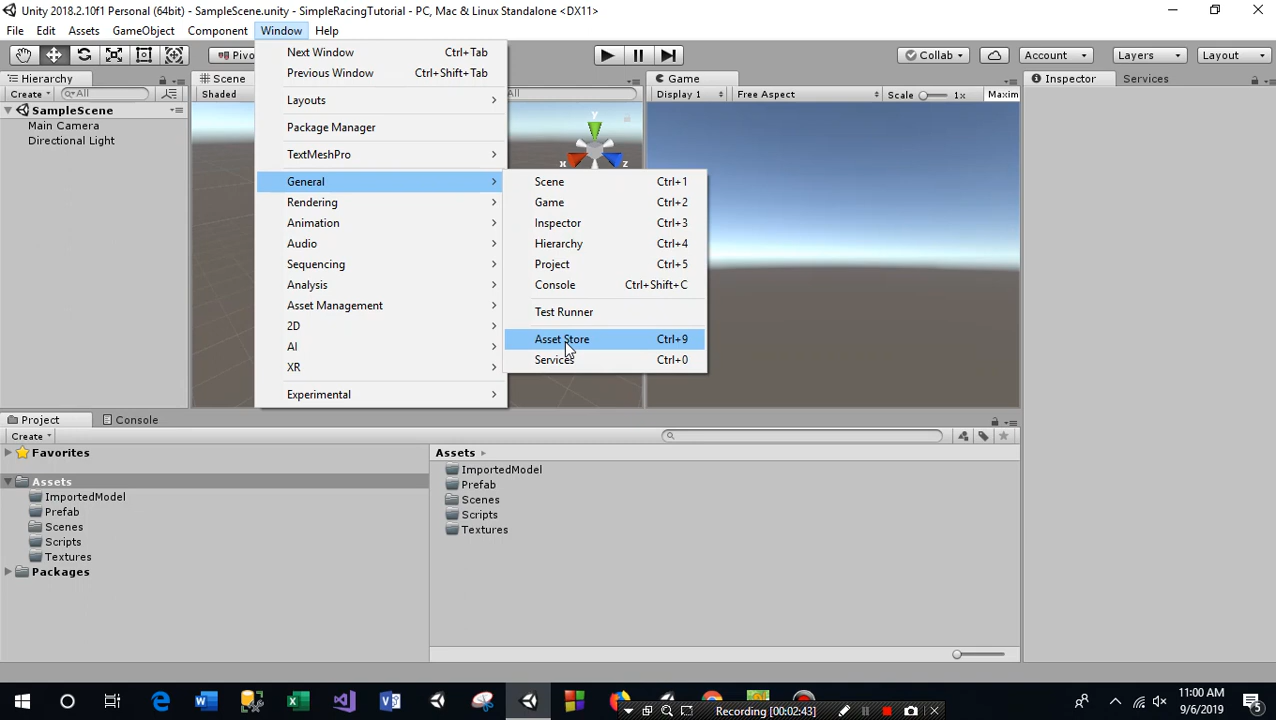 Unity 2018.2.10f1 Personal (64bit) - SampleScene.unity - SimpleRacingTutorial - PC, Mac & Linux Standalone <DX11>
File Edit Assets GameObject Component Window Help
Pivo Collab Account Layers Layout
Hierarchy Scene Game Inspector Services
Create All Shaded All Display 1 Free Aspect Scale 1x Maxim
SampleScene
Main Camera
Directional Light
Next Window Ctrl+Tab
Previous Window Ctrl+Shift+Tab
Layouts
Package Manager
TextMeshPro
General
Rendering
Animation
Audio
Sequencing
Analysis
Asset Management
2D
AI
XR
Experimental
Scene Ctrl+1
Game Ctrl+2
Inspector Ctrl+3
Hierarchy Ctrl+4
Project Ctrl+5
Console Ctrl+Shift+C
Test Runner
Asset Store Ctrl+9
Services Ctrl+0
y
x z
Project Console
Create
Favorites
Assets
ImportedModel
Prefab
Scenes
Scripts
Textures
Packages
Assets
ImportedModel
Prefab
Scenes
Scripts
Textures
11:00 AM
9/6/2019
5
Recording [00:02:43]